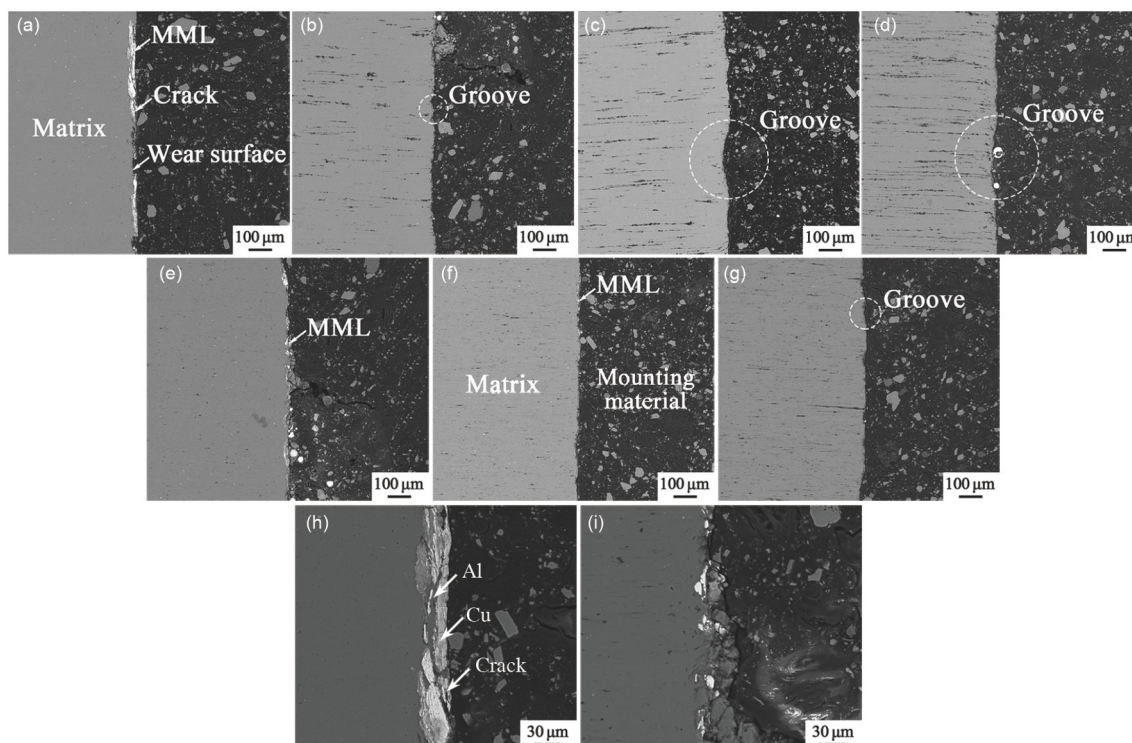 (a)
MML
Crack
Matrix
Wear surface
100 μm
(b)
Groove
100 μm
(c)
Groove
100 μm
(d)
Groove
100 μm
(e)
MML
100 μm
(f)
MML
Matrix
Mounting
material
100 μm
(g)
Groove
100 μm
(h)
Al
Cu
Crack
30 μm
(i)
30 μm